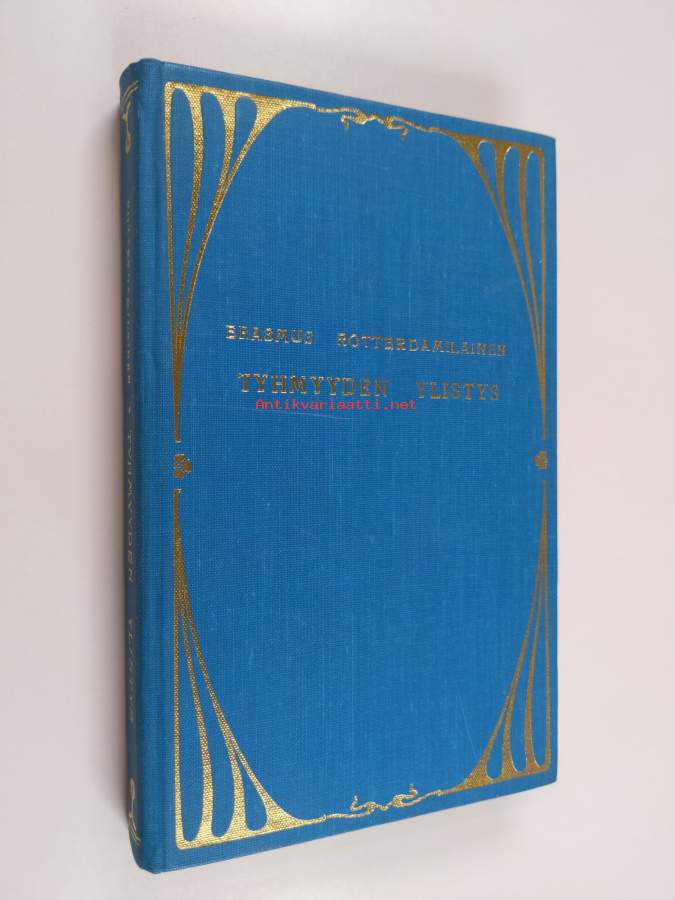 ERASMUS ROTTERDAMILAINEN
TYHMYYDEN YLISTYS
Antikvariaatti.net
ROTTERDAMILAINEN * TYHMYYDEN YLISTYS